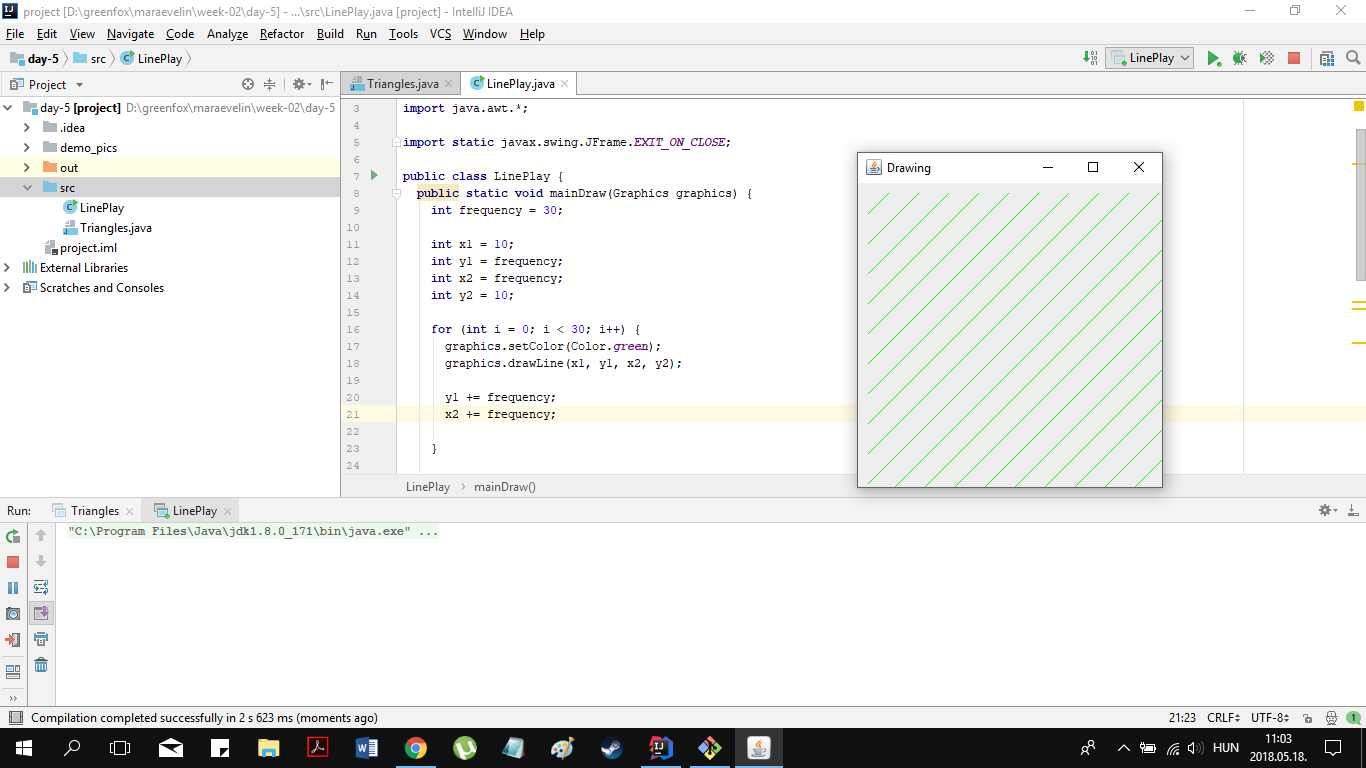 project [D:\greenfox\maraevelin\week-02\day-5] - ...\src\LinePlay.java [project] - IntelliJ IDEA
File Edit View Navigate Code Analyze Refactor Build Run Tools VCS Window Help
day-5 src LinePlay
LinePlay
Project
Triangles.java LinePlay.java
day-5 [project] D:\greenfox\maraevelin\week-02\day-5
.idea
demo_pics
out
src
LinePlay
Triangles.java
project.iml
External Libraries
Scratches and Consoles
3 import java.awt.*;
4
5 import static javax.swing.JFrame.EXIT_ON_CLOSE;
6
7 public class LinePlay {
8 public static void mainDraw(Graphics graphics) {
9 int frequency = 30;
10
11 int x1 = 10;
12 int y1 = frequency;
13 int x2 = frequency;
14 int y2 = 10;
15
16 for (int i = 0; i < 30; i++) {
17 graphics.setColor(Color.green);
18 graphics.drawLine(x1, y1, x2, y2);
19
20 y1 += frequency;
21 x2 += frequency;
22
23 }
24
LinePlay mainDraw()
Drawing
Run: Triangles LinePlay
"C:\Program Files\Java\jdk1.8.0_171\bin\java.exe" ...
Compilation completed successfully in 2 s 623 ms (moments ago)
21:23 CRLF UTF-8 1
HUN
11:03
2018.05.18.